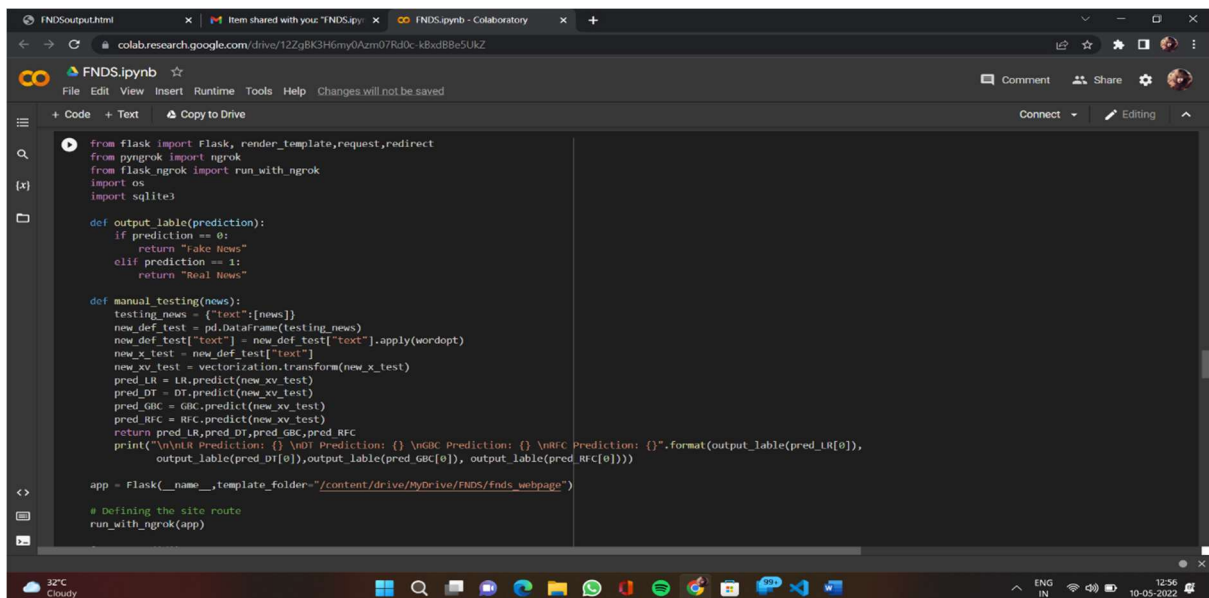 FNDSoutput.html
Item shared with you: "FNDS.ipyn
FNDS.ipynb - Colaboratory
colab.research.google.com/drive/12ZgBK3H6my0Azm07Rd0c-kBxdBBe5UkZ
CO
FNDS.ipynb
Comment Share
File Edit View Insert Runtime Tools Help Changes will not be saved
+ Code + Text Copy to Drive Connect Editing
from flask import Flask, render_template,request,redirect
from pyngrok import ngrok
from flask_ngrok import run_with_ngrok
import os
import sqlite3
def output_lable(prediction):
if prediction == 0:
return "Fake News"
elif prediction == 1:
return "Real News"
def manual_testing(news):
testing_news = {"text":[news]}
new_def_test = pd.DataFrame(testing_news)
new_def_test["text"] = new_def_test["text"].apply(wordopt)
new_x_test = new_def_test["text"]
new_xv_test = vectorization.transform(new_x_test)
pred_LR = LR.predict(new_xv_test)
pred_DT = DT.predict(new_xv_test)
pred_GBC = GBC.predict(new_xv_test)
pred_RFC = RFC.predict(new_xv_test)
return pred_LR,pred_DT,pred_GBC,pred_RFC
print("\n\nLR Prediction: {} \nDT Prediction: {} \nGBC Prediction: {} \nRFC Prediction: {}".format(output_lable(pred_LR[0]),
output_lable(pred_DT[0]),output_lable(pred_GBC[0]), output_lable(pred_RFC[0])))
app = Flask(__name__,template_folder="/content/drive/MyDrive/FNDS/fnds_webpage")
# Defining the site route
run_with_ngrok(app)
32°C
Cloudy
99+
ENG
IN
12:56
10-05-2022